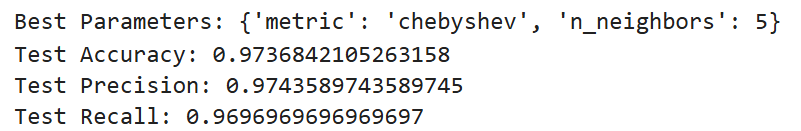 Best Parameters: {'metric': 'chebyshev', 'n_neighbors': 5}
Test Accuracy: 0.9736842105263158
Test Precision: 0.9743589743589745
Test Recall: 0.9696969696969697